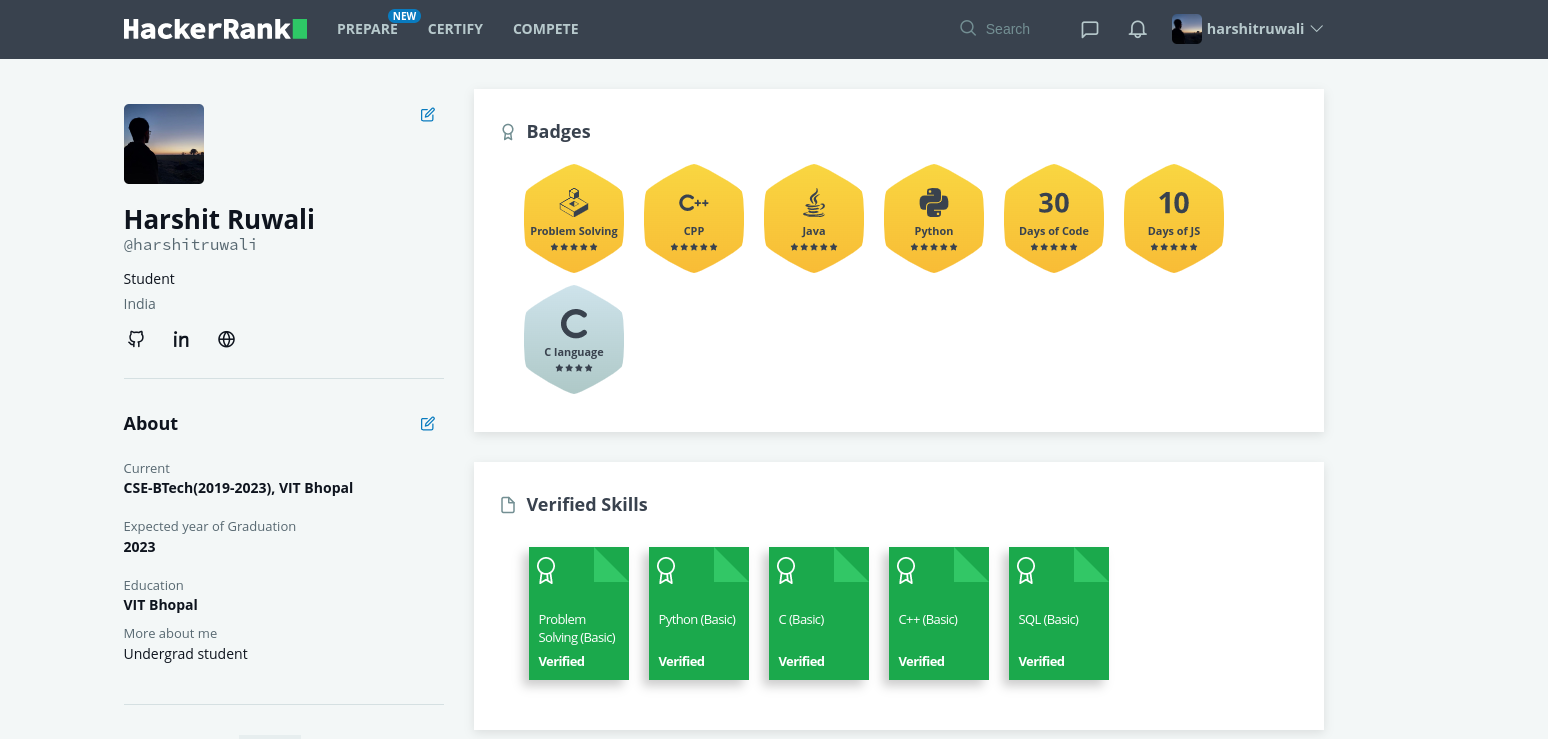 HackerRank
PREPARE NEW CERTIFY COMPETE Search harshitruwali
Harshit Ruwali
@harshitruwali
Student
India
in
About
Current
CSE-BTech(2019-2023), VIT Bhopal
Expected year of Graduation
2023
Education
VIT Bhopal
More about me
Undergrad student
Badges
Problem Solving
C++
CPP
Java
Python
30
Days of Code
10
Days of JS
C
C language
Verified Skills
Problem
Solving (Basic)
Verified
Python (Basic)
Verified
C (Basic)
Verified
C++ (Basic)
Verified
SQL (Basic)
Verified